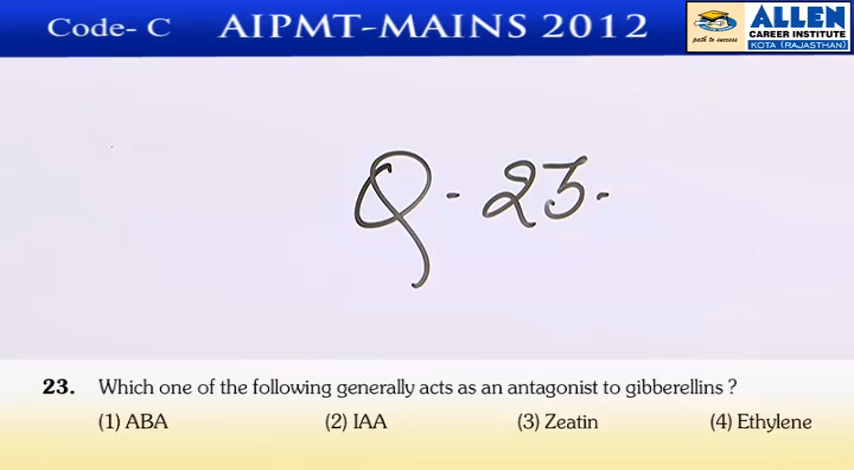 Code- C AIPMT-MAINS 2012
ALLEN
CAREER INSTITUTE
path to success
KOTA (RAJASTHAN)
Q. 23.
23. Which one of the following generally acts as an antagonist to gibberellins ?
(1) ABA (2) IAA (3) Zeatin (4) Ethylene